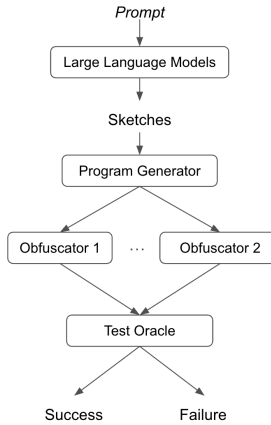 Prompt
Large Language Models
Sketches
Program Generator
Obfuscator 1 ... Obfuscator 2
Test Oracle
Success Failure